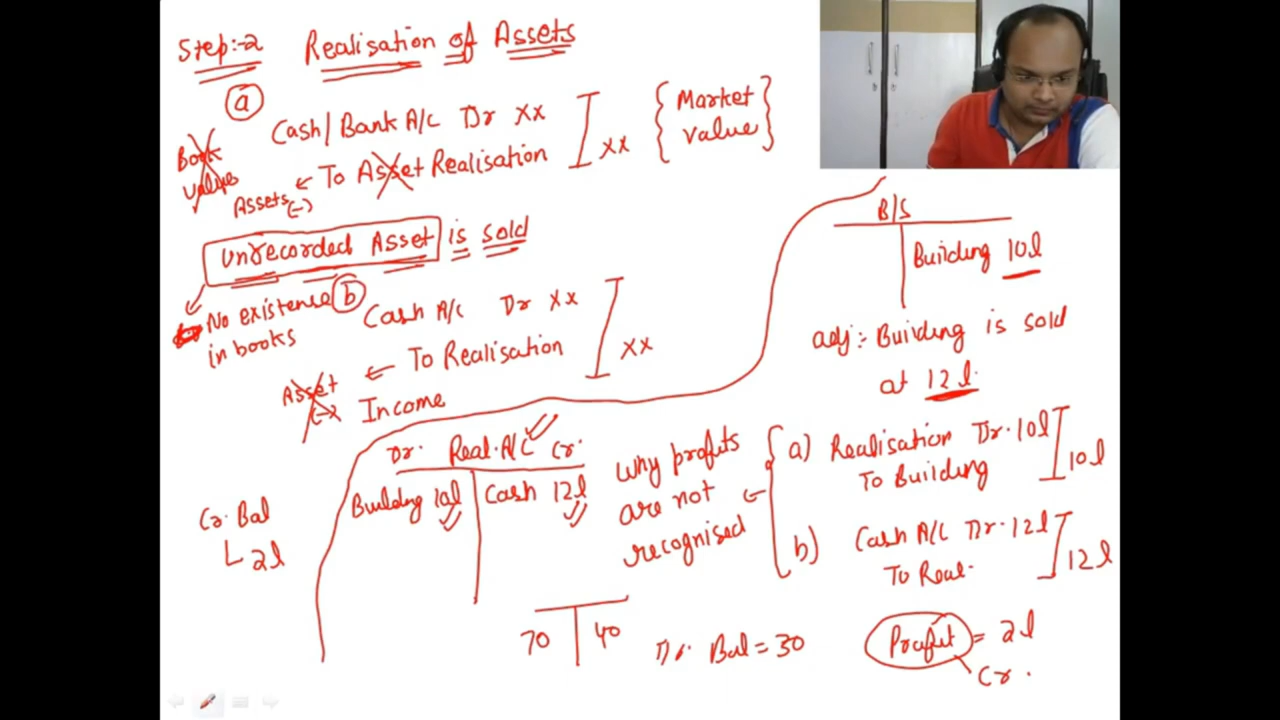 Step:-2 Realisation of Assets
(a)
Cash/Bank A/c Dr xx
To Asset Realisation xx
{Market value}
Book value
Assets (-)
Unrecorded Asset is sold
No existense in books
(b)
Cash A/c Dr xx
To Realisation xx
Asset (-)
Income
B/S
Building 10l
adj:- Building is sold
at 12l.
Dr. Real. A/c Cr.
Building 10l Cash 12l
Cr. Bal
2l
why profits
are not
recognised
a) Realisation Dr. 10l
To Building 10l
b) Cash A/c Dr. 12l
To Real. 12l
70 40
Dr. Bal = 30
Profit = 2l
Cr.